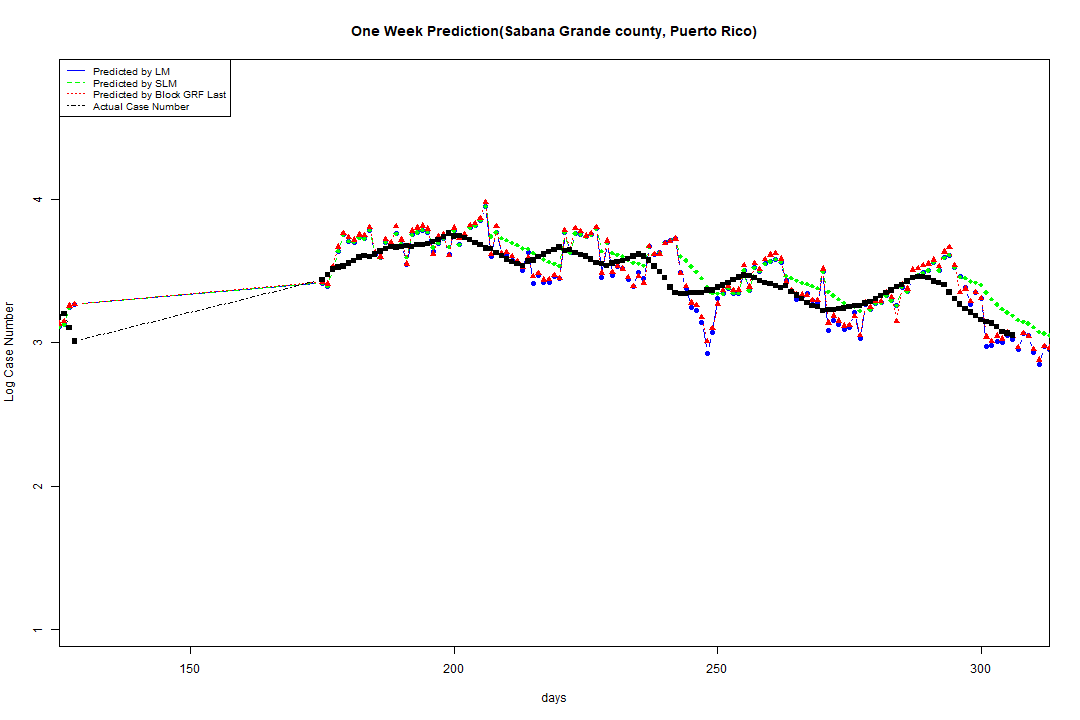 One Week Prediction(Sabana Grande county, Puerto Rico)
Predicted by LM
Predicted by SLM
Predicted by Block GRF Last
Actual Case Number
Log Case Number
4
3
2
1
150
200
250
300
days